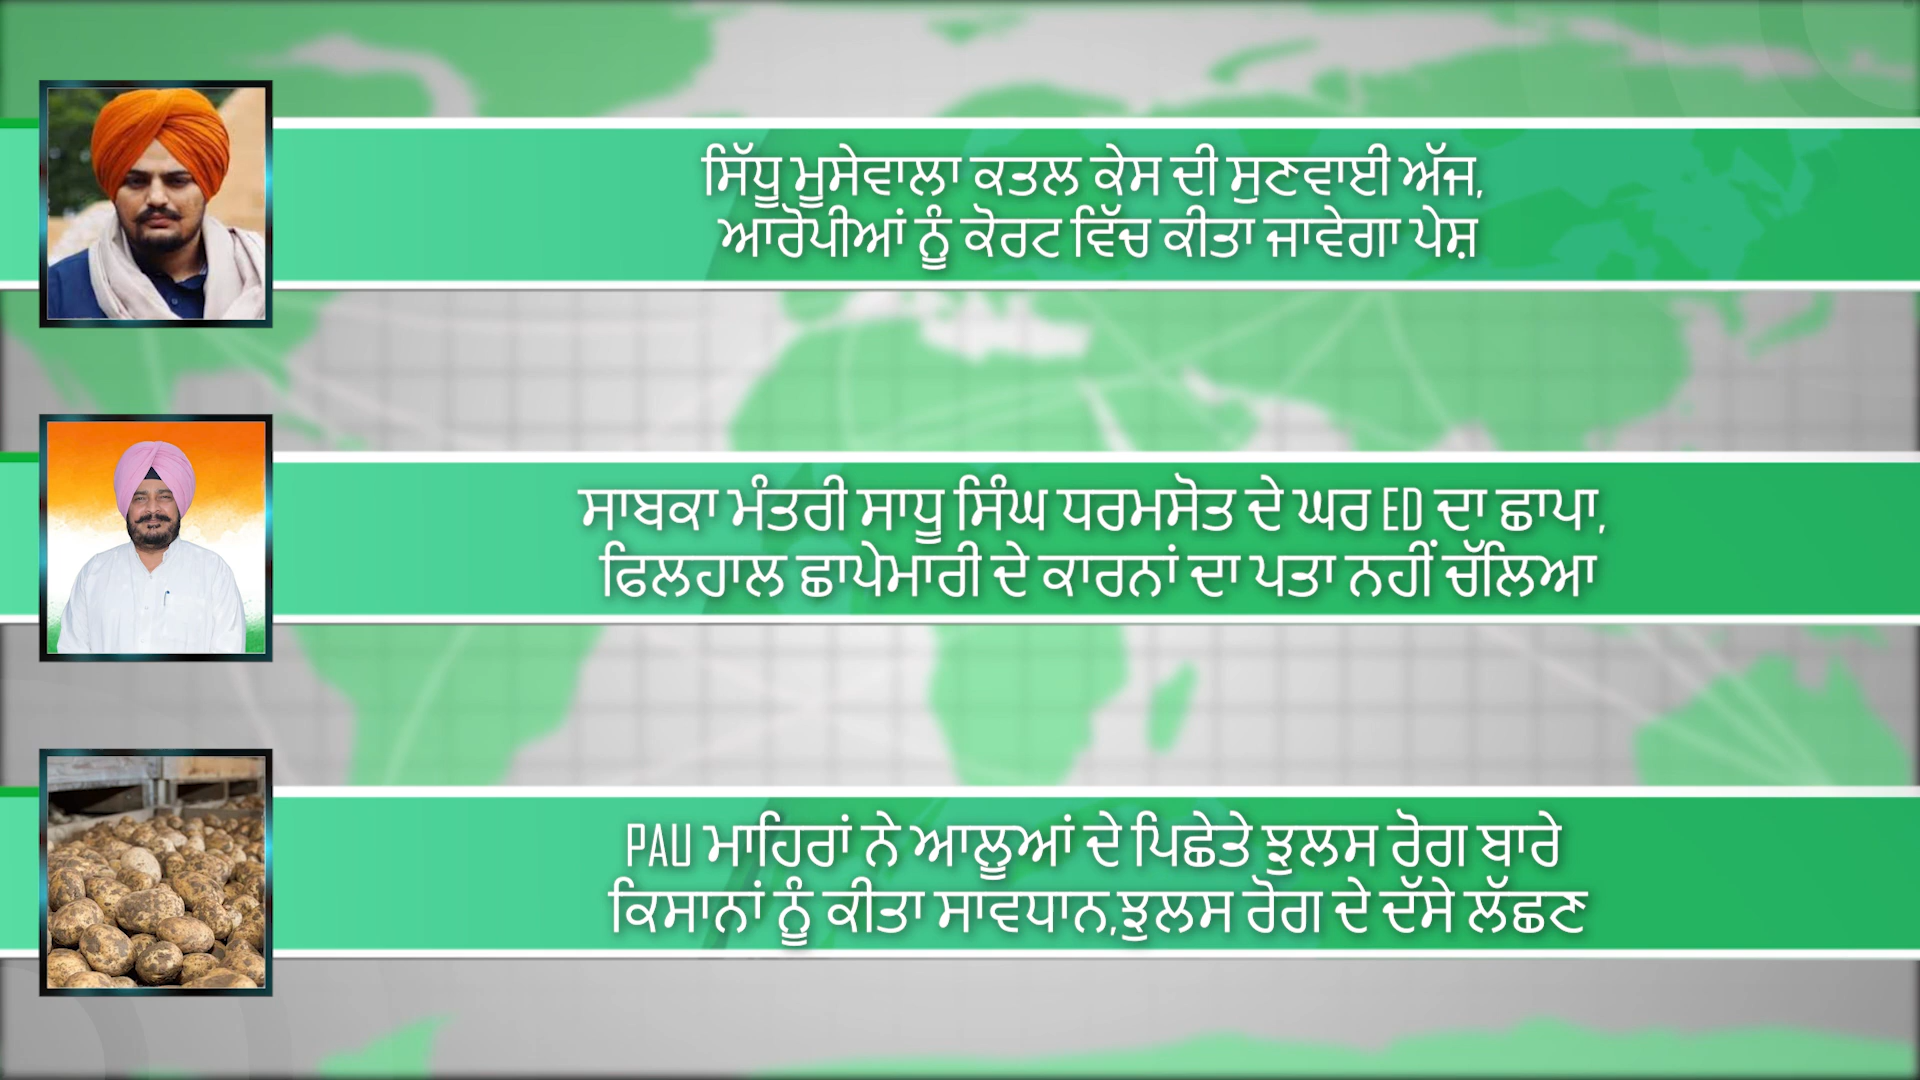 ਸਿੱਧੂ ਮੂਸੇਵਾਲਾ ਕਤਲ ਕੇਸ ਦੀ ਸੁਣਵਾਈ ਅੱਜ,
ਆਰੋਪੀਆਂ ਨੂੰ ਕੋਰਟ ਵਿੱਚ ਕੀਤਾ ਜਾਵੇਗਾ ਪੇਸ਼
ਸਾਬਕਾ ਮੰਤਰੀ ਸਾਧੂ ਸਿੰਘ ਧਰਮਸੋਤ ਦੇ ਘਰ ED ਦਾ ਛਾਪਾ,
ਫਿਲਹਾਲ ਛਾਪੇਮਾਰੀ ਦੇ ਕਾਰਨਾਂ ਦਾ ਪਤਾ ਨਹੀਂ ਚੱਲਿਆ
PAU ਮਾਹਿਰਾਂ ਨੇ ਆਲੂਆਂ ਦੇ ਪਿਛੇਤੇ ਝੁਲਸ ਰੋਗ ਬਾਰੇ
ਕਿਸਾਨਾਂ ਨੂੰ ਕੀਤਾ ਸਾਵਧਾਨ,ਝੁਲਸ ਰੋਗ ਦੇ ਦੱਸੇ ਲੱਛਣ